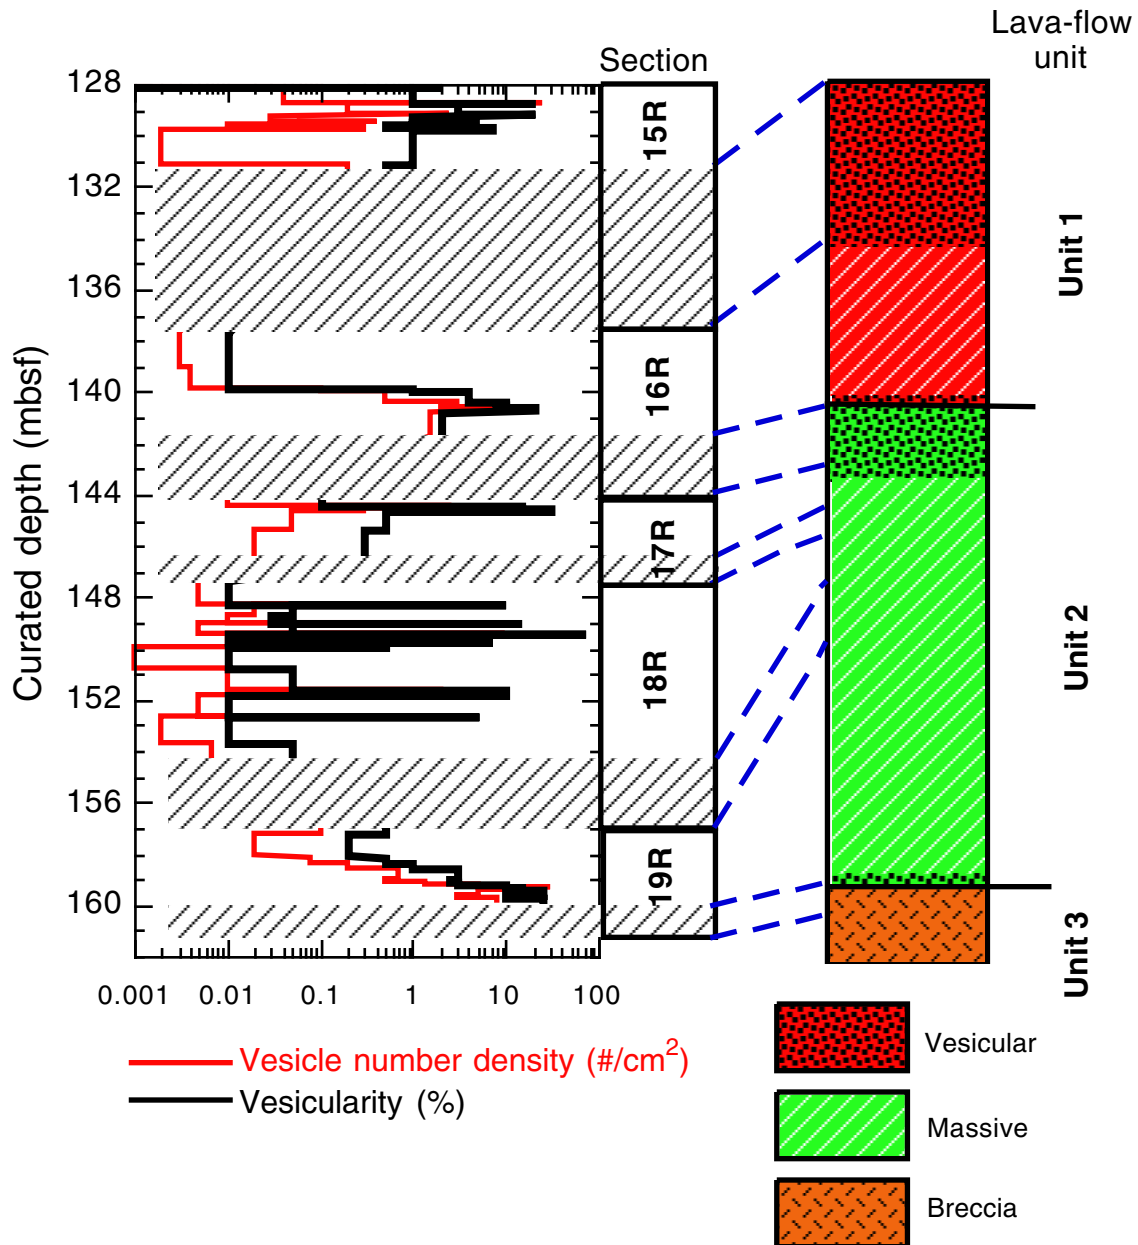 Lava-flow
unit
Section
128
132
136
140
144
148
152
156
160
Curated depth (mbsf)
15R
16R
17R
18R
19R
Unit 1
Unit 2
Unit 3
0.001 0.01 0.1 1 10 100
Vesicle number density (#/cm²)
Vesicularity (%)
Vesicular
Massive
Breccia